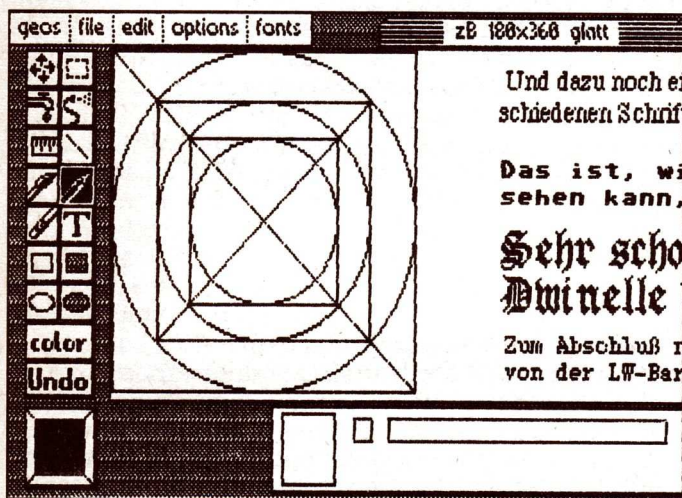 geos file edit options fonts
zB 180x360 glatt
Und dazu noch ei
schiedenen Schrif
Das ist, wi
sehen kann,
Sehr scho
Dwinelle
Zum Abschluß
von der LW-Bar
T
color
Undo